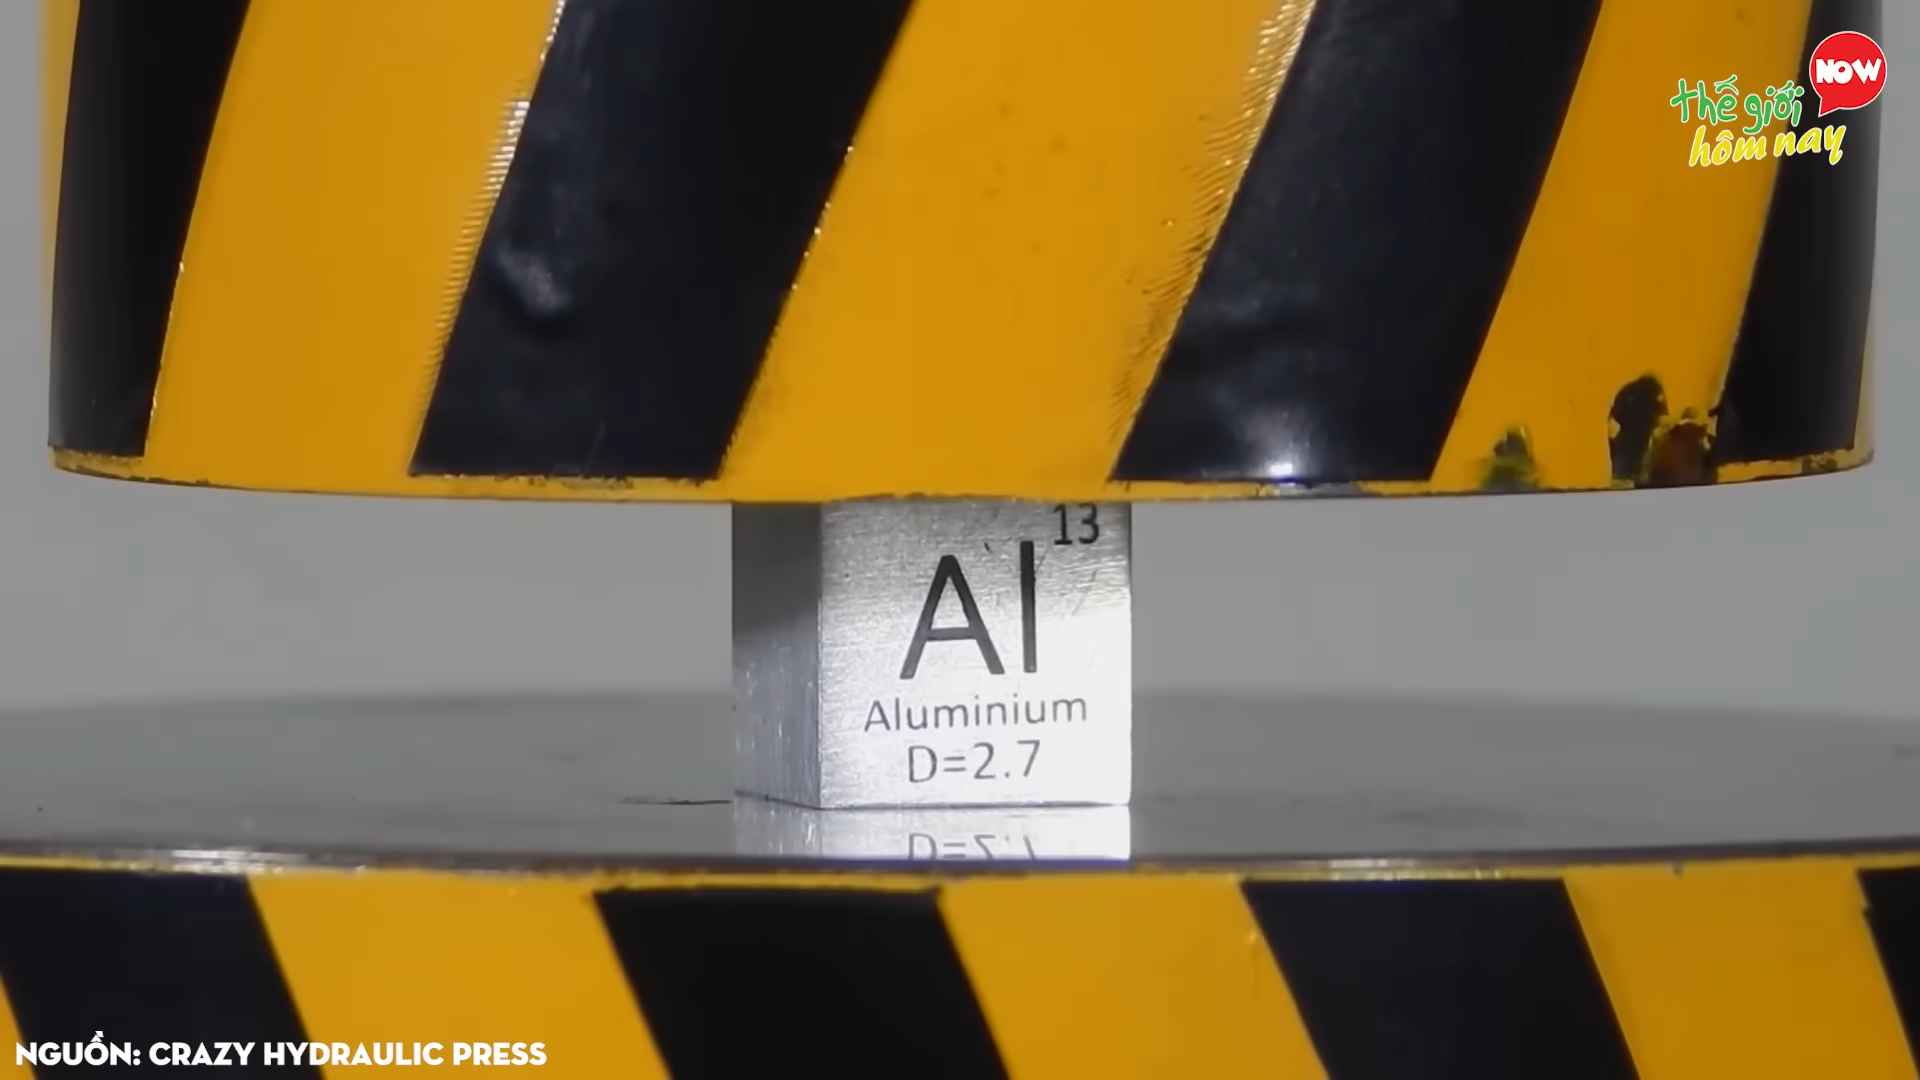 NOW
thế giới
hôm nay
13
Al
Aluminium
D=2.7
NGUỒN: CRAZY HYDRAULIC PRESS